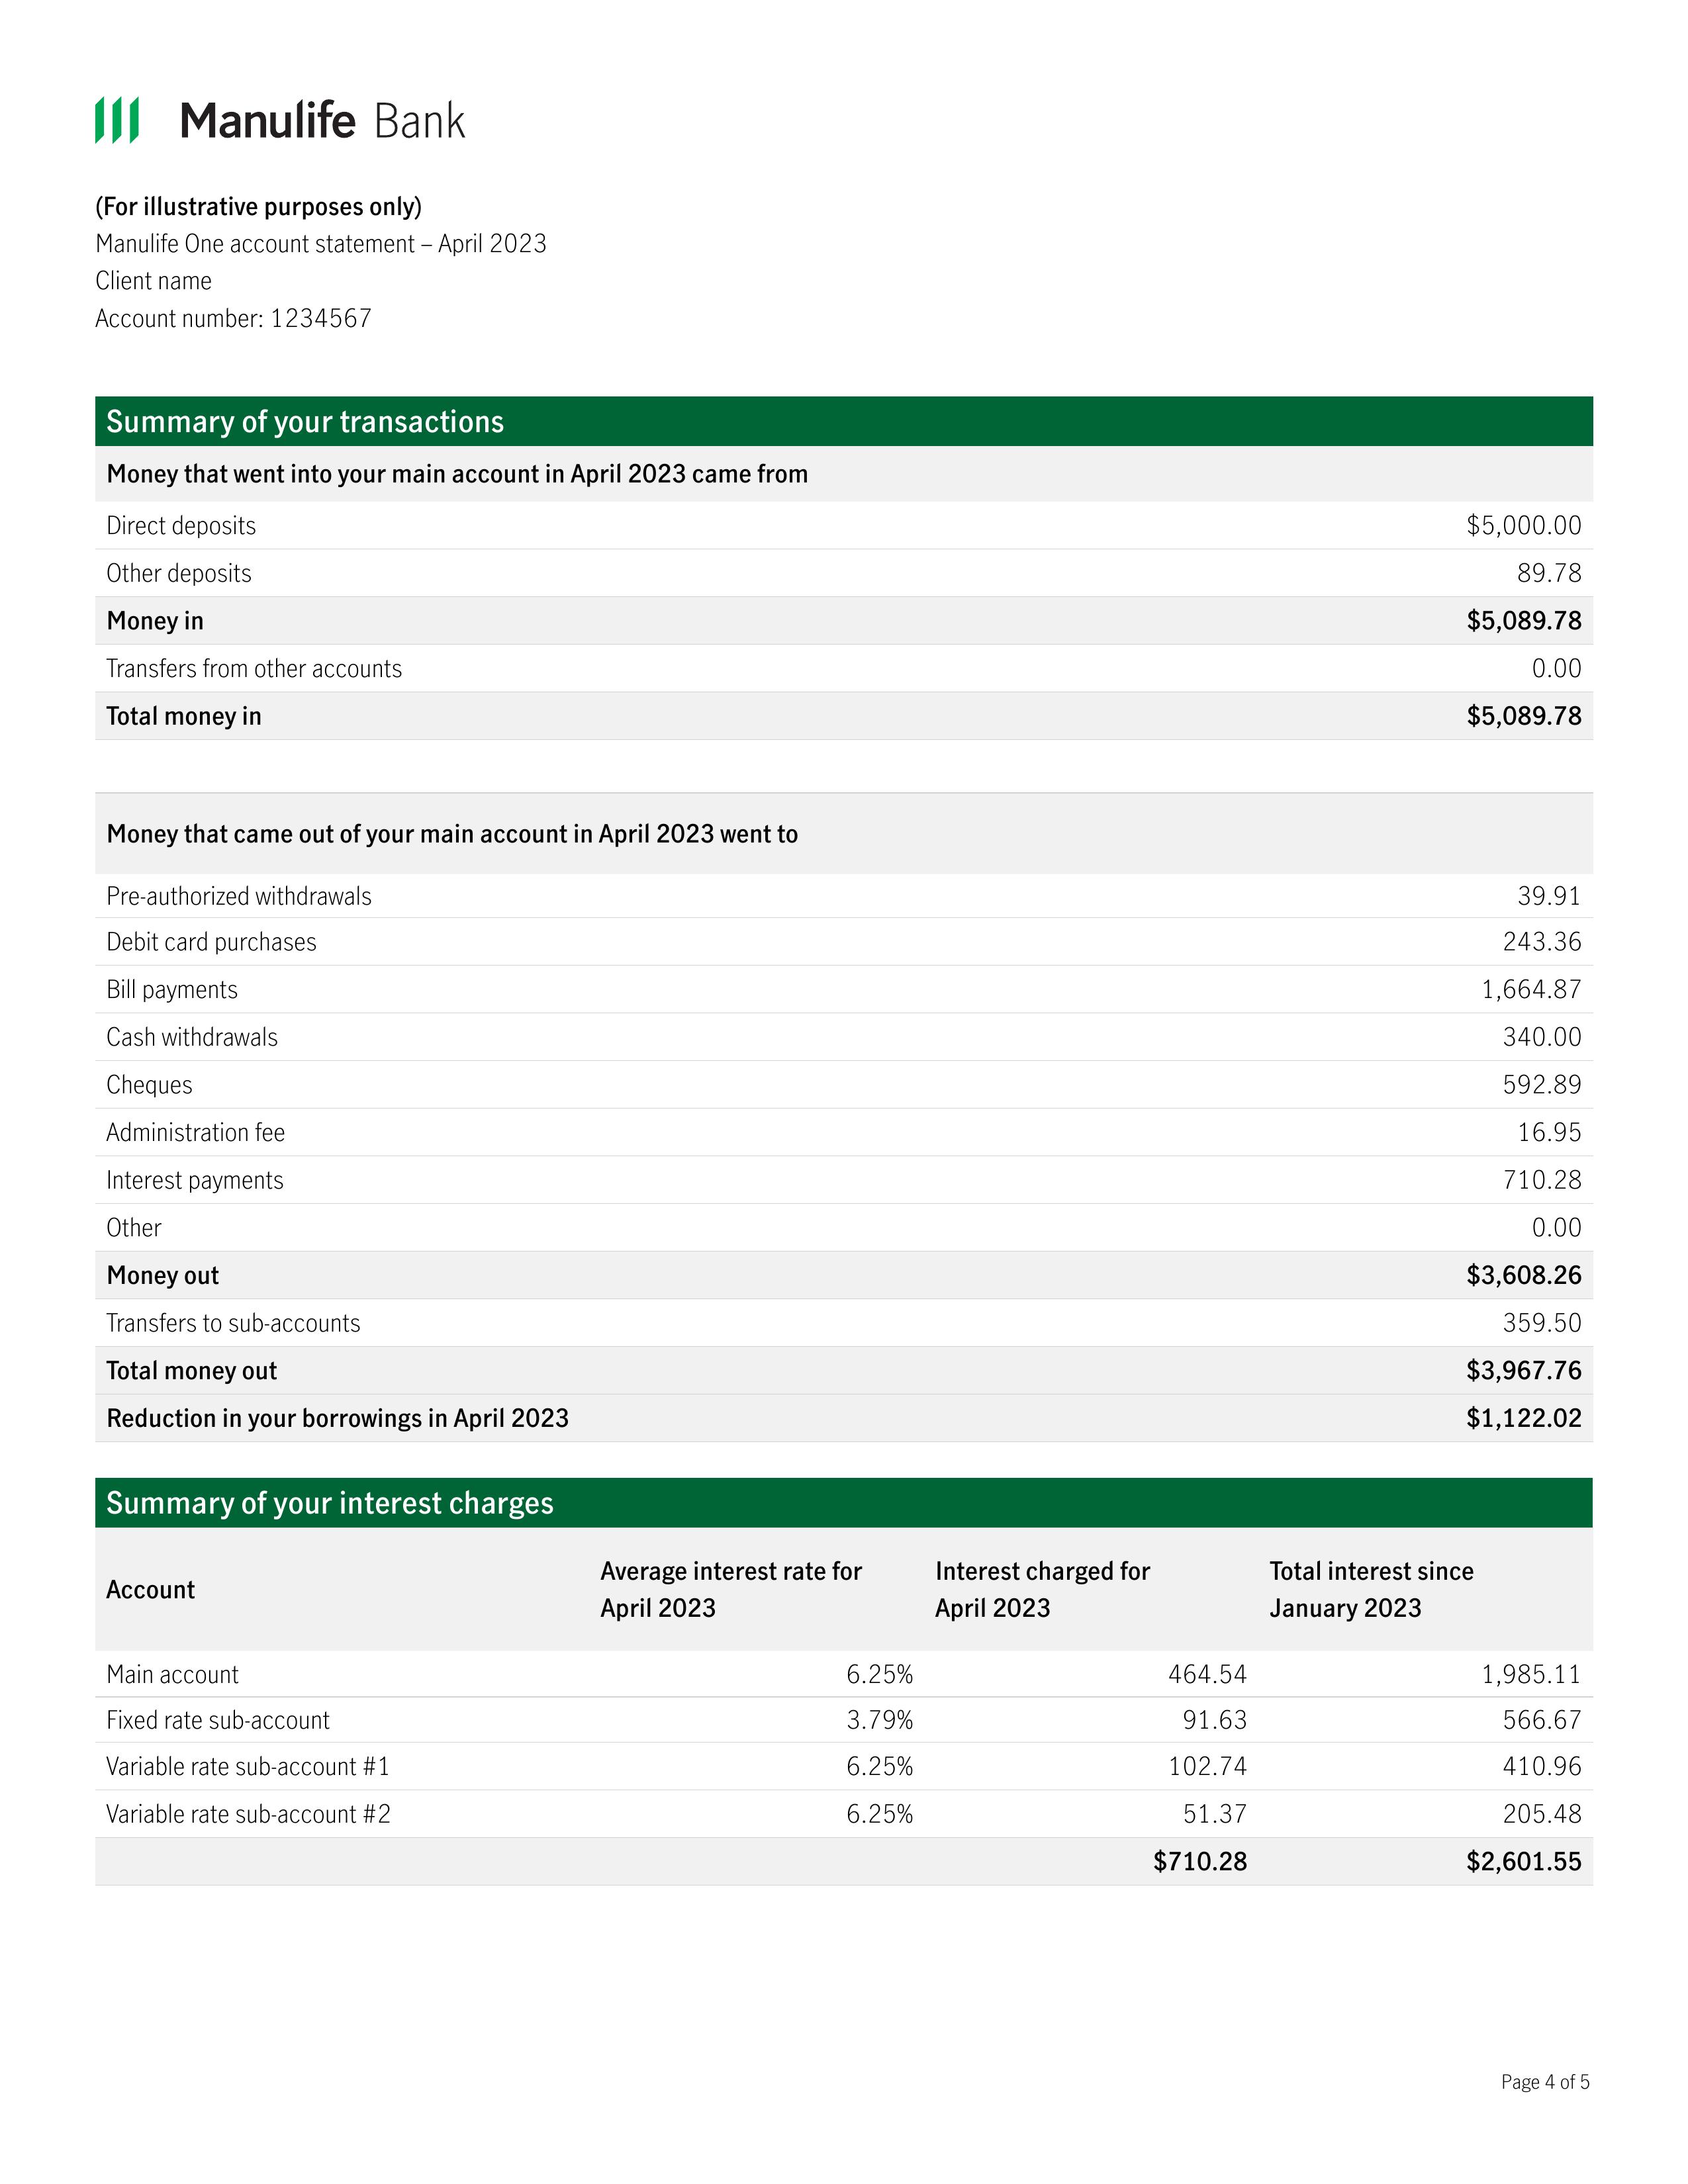 Manulife Bank
(For illustrative purposes only)
Manulife One account statement – April 2023
Client name
Account number: 1234567
Summary of your transactions
Money that went into your main account in April 2023 came from
Direct deposits $5,000.00
Other deposits 89.78
Money in $5,089.78
Transfers from other accounts 0.00
Total money in $5,089.78
Money that came out of your main account in April 2023 went to
Pre-authorized withdrawals 39.91
Debit card purchases 243.36
Bill payments 1,664.87
Cash withdrawals 340.00
Cheques 592.89
Administration fee 16.95
Interest payments 710.28
Other 0.00
Money out $3,608.26
Transfers to sub-accounts 359.50
Total money out $3,967.76
Reduction in your borrowings in April 2023 $1,122.02
Summary of your interest charges
Account Average interest rate for April 2023 Interest charged for April 2023 Total interest since January 2023
Main account 6.25% 464.54 1,985.11
Fixed rate sub-account 3.79% 91.63 566.67
Variable rate sub-account #1 6.25% 102.74 410.96
Variable rate sub-account #2 6.25% 51.37 205.48
$710.28 $2,601.55
Page 4 of 5